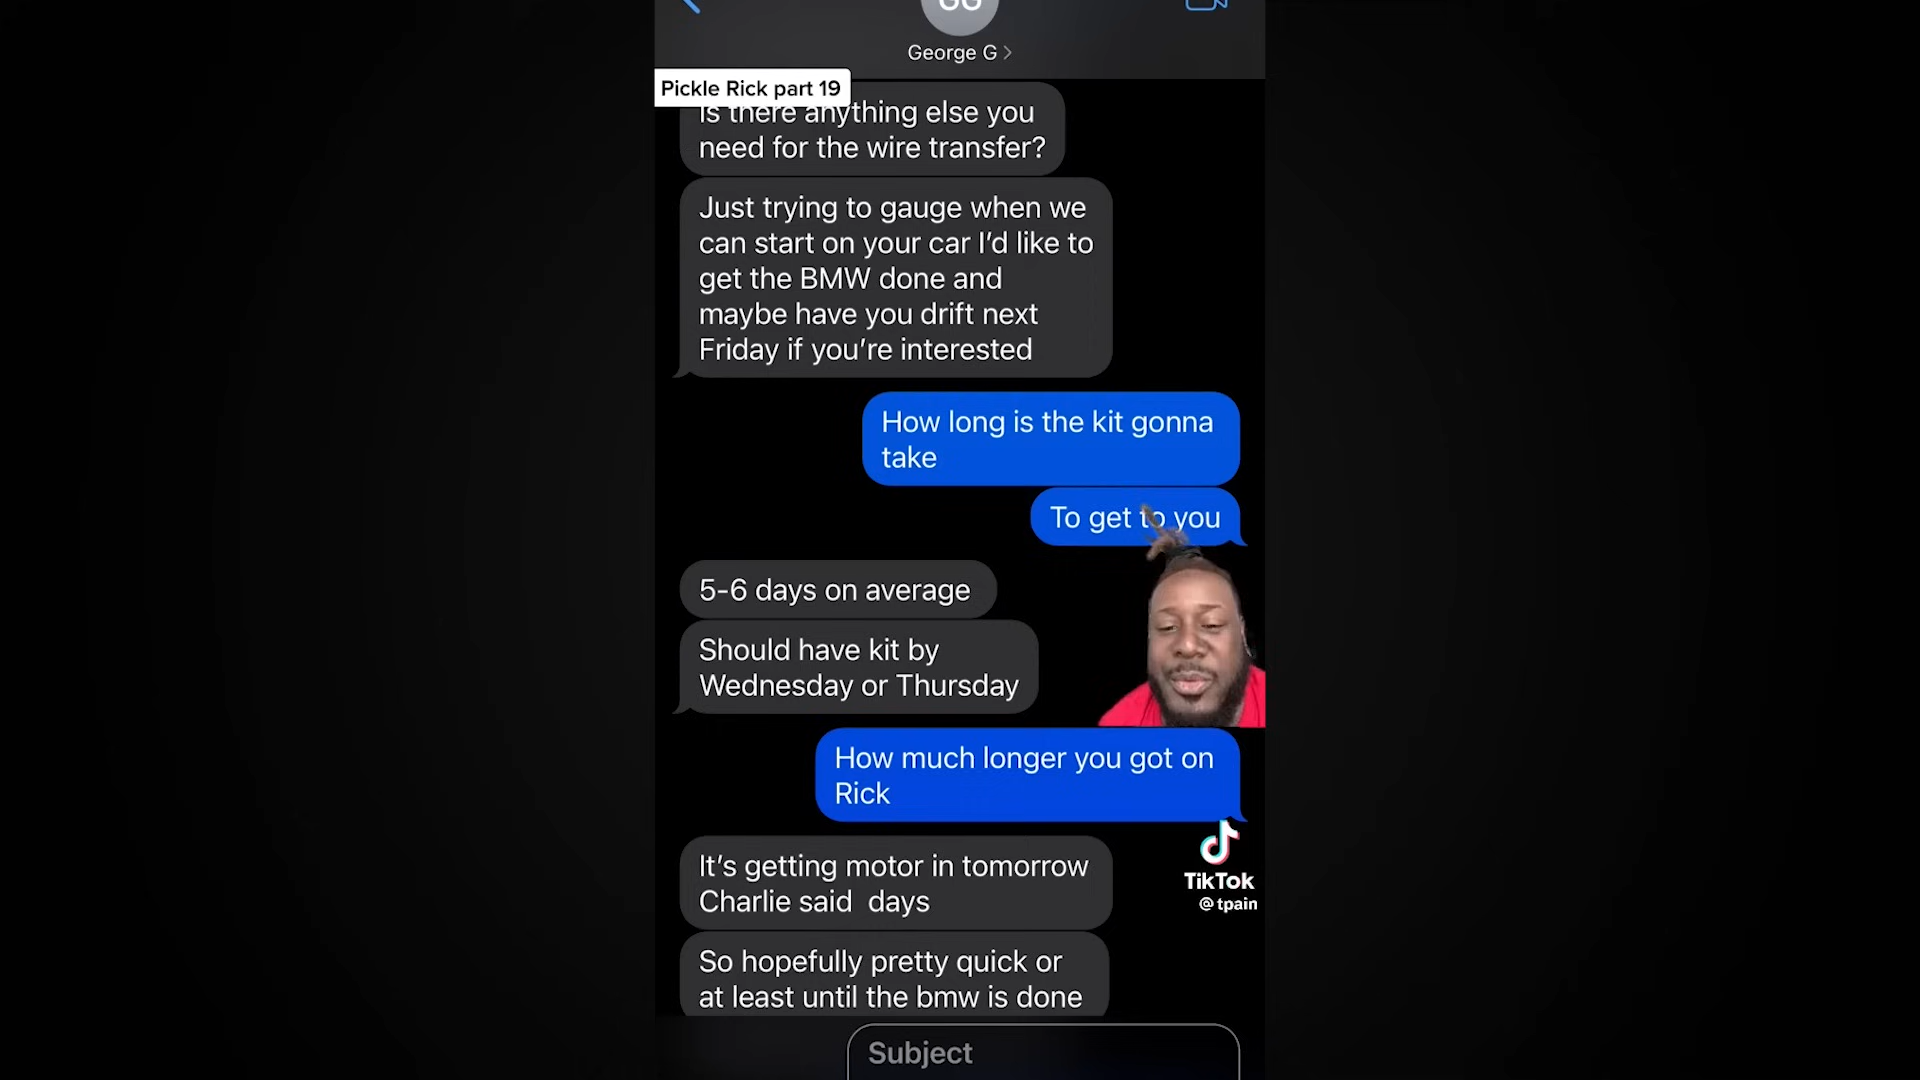 GG
George G
Pickle Rick part 19
Is there anything else you
need for the wire transfer?
Just trying to gauge when we
can start on your car I’d like to
get the BMW done and
maybe have you drift next
Friday if you’re interested
How long is the kit gonna
take
To get to you
5-6 days on average
Should have kit by
Wednesday or Thursday
How much longer you got on
Rick
It’s getting motor in tomorrow
Charlie said  days
TikTok
@tpain
So hopefully pretty quick or
at least until the bmw is done
Subject